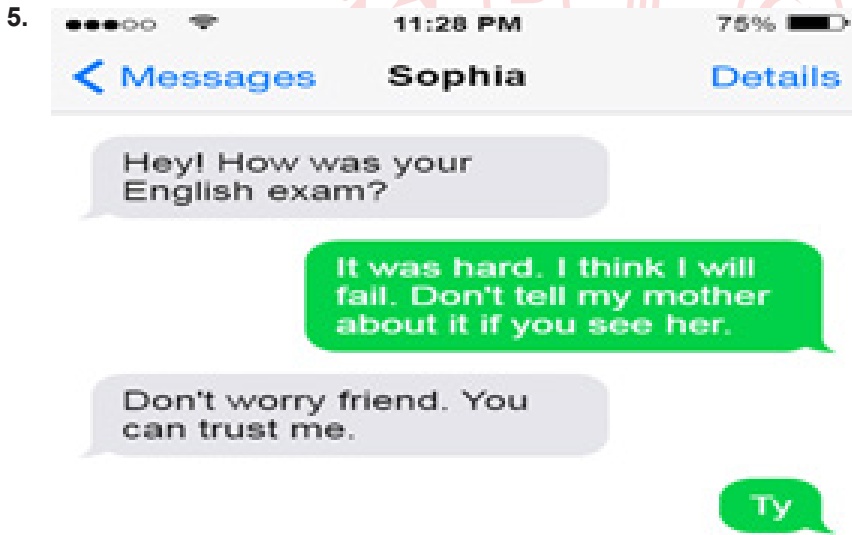 5.
11:28 PM 75%
Messages Sophia Details
Hey! How was your
English exam?
It was hard. I think I will
fail. Don't tell my mother
about it if you see her.
Don't worry friend. You
can trust me.
Ty